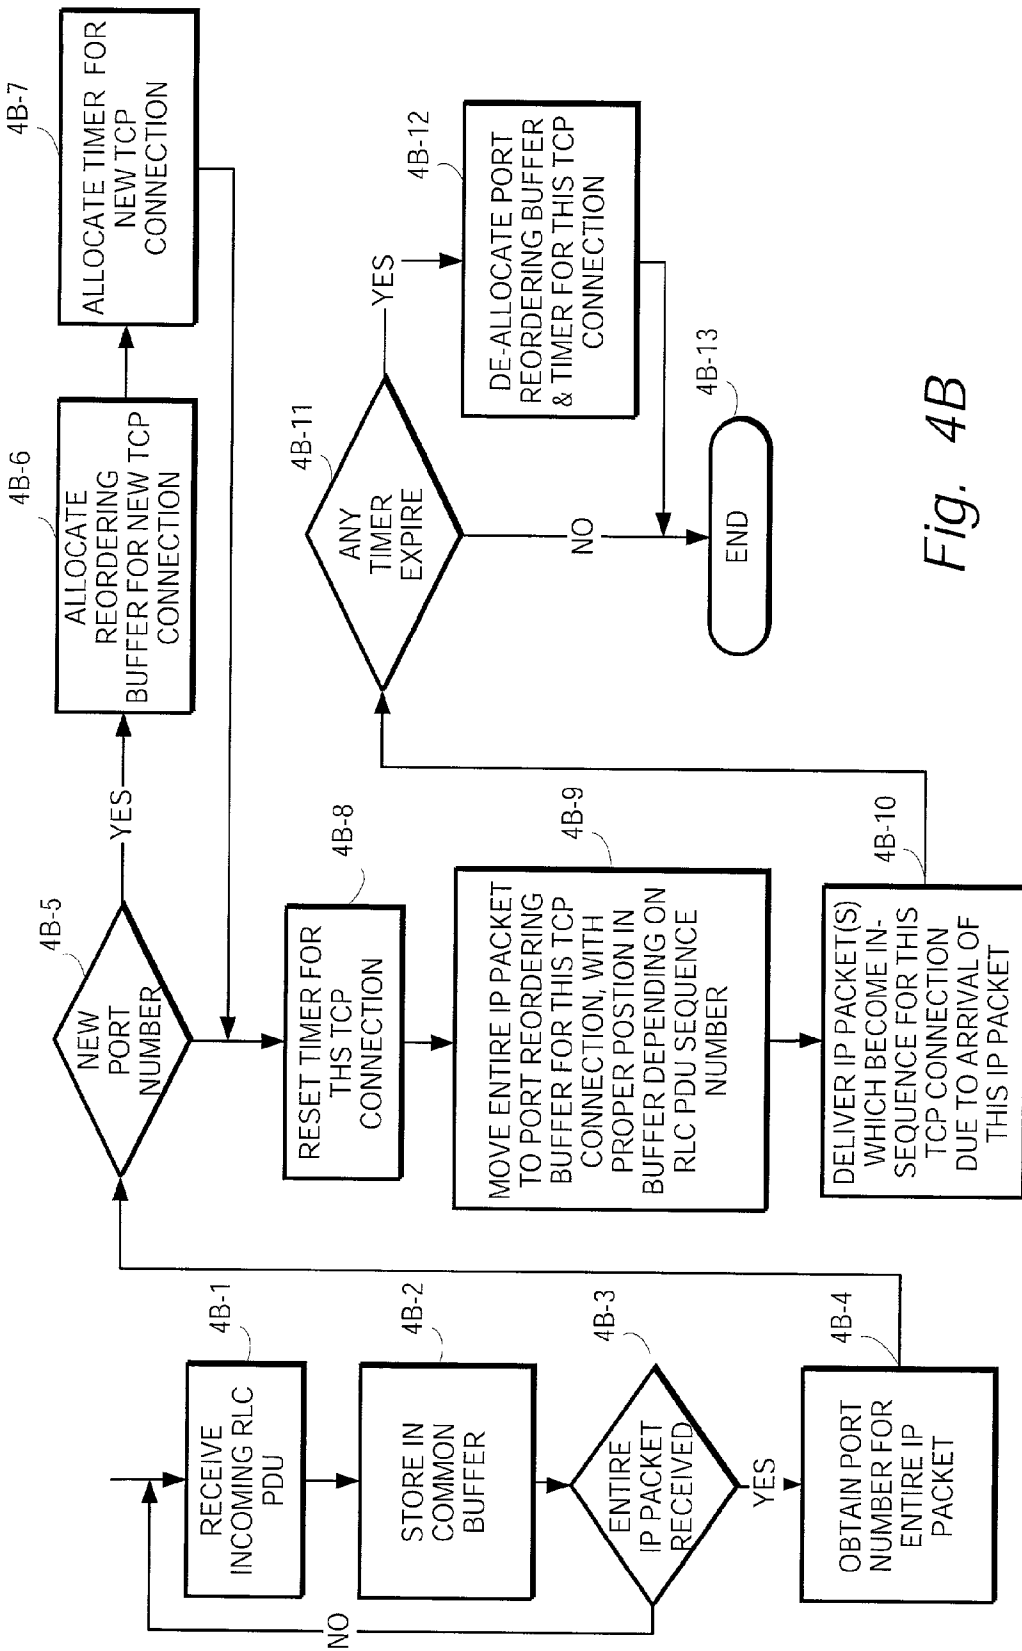 4B-1
RECEIVE
INCOMING RLC
PDU
4B-2
STORE IN
COMMON
BUFFER
4B-3
ENTIRE
IP PACKET
RECEIVED
NO
YES
4B-4
OBTAIN PORT
NUMBER FOR
ENTIRE IP
PACKET
4B-5
NEW
PORT
NUMBER
YES
4B-6
ALLOCATE
REORDERING
BUFFER FOR NEW TCP
CONNECTION
4B-7
ALLOCATE TIMER FOR
NEW TCP
CONNECTION
4B-8
RESET TIMER FOR
THS TCP
CONNECTION
4B-9
MOVE ENTIRE IP PACKET
TO PORT REORDERING
BUFFER FOR THIS TCP
CONNECTION, WITH
PROPER POSTION IN
BUFFER DEPENDING ON
RLC PDU SEQUENCE
NUMBER
4B-10
DELIVER IP PACKET(S)
WHICH BECOME IN-
SEQUENCE FOR THIS
TCP CONNECTION
DUE TO ARRIVAL OF
THIS IP PACKET
4B-11
ANY
TIMER
EXPIRE
YES
NO
4B-12
DE-ALLOCATE PORT
REORDERING BUFFER
& TIMER FOR THIS TCP
CONNECTION
4B-13
END
Fig. 4B